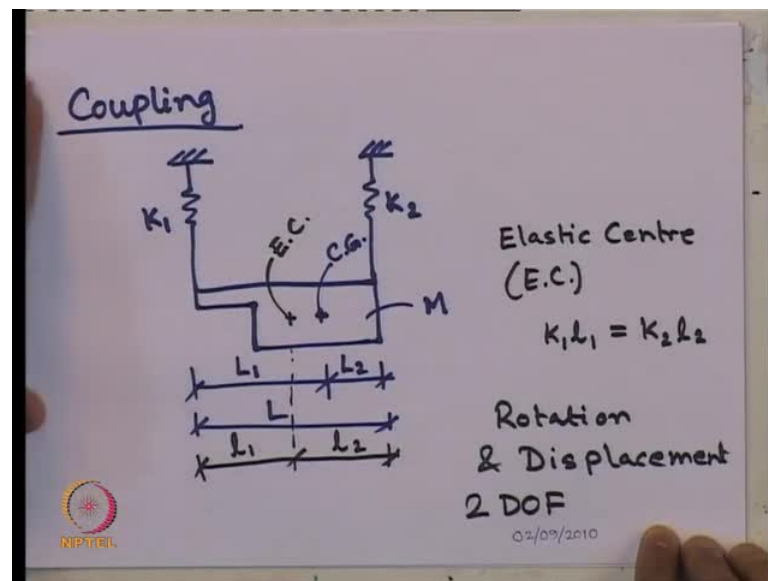 Coupling
K1
K2
E.C.
C.G.
M
L1
L2
L
l1
l2
Elastic Centre
(E.C.)
K1l1 = K2l2
Rotation
& Displacement
2 DOF
02/09/2010
NPTEL